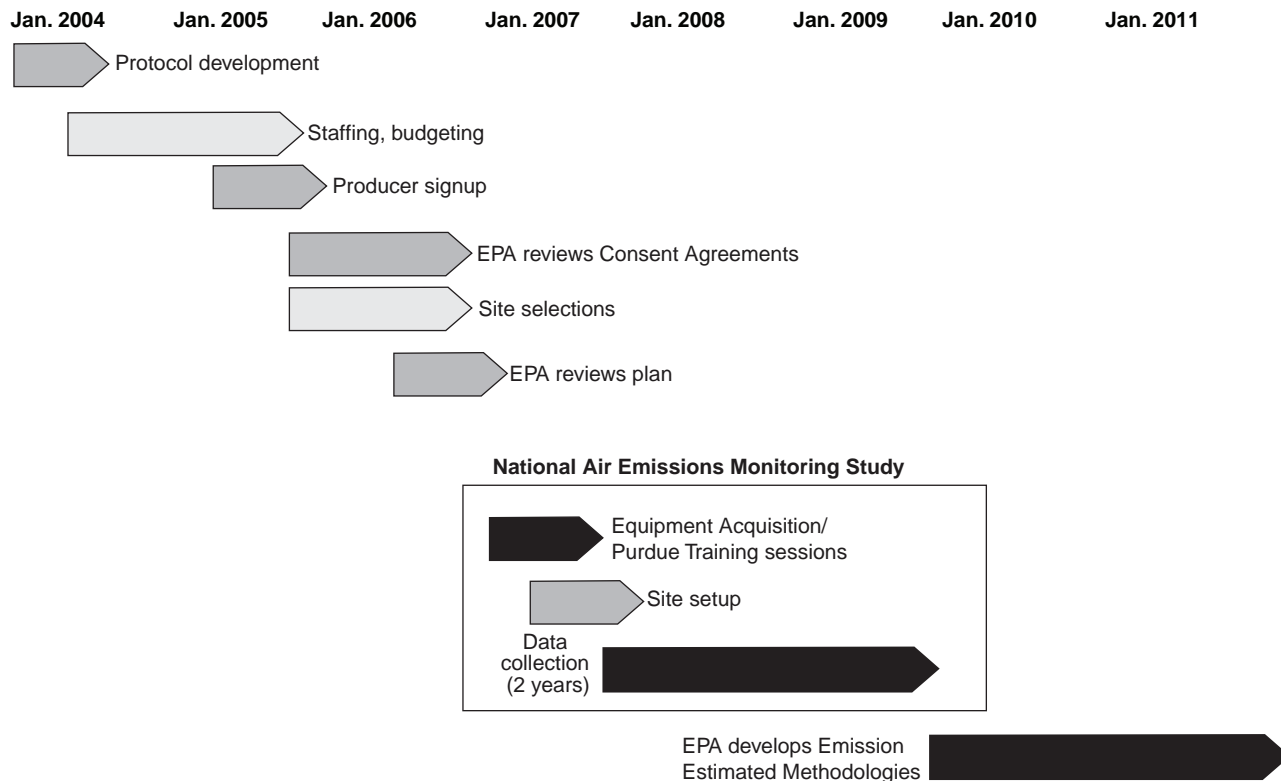 Jan. 2004 Jan. 2005 Jan. 2006 Jan. 2007 Jan. 2008 Jan. 2009 Jan. 2010 Jan. 2011
Protocol development
Staffing, budgeting
Producer signup
EPA reviews Consent Agreements
Site selections
EPA reviews plan
National Air Emissions Monitoring Study
Equipment Acquisition/
Purdue Training sessions
Site setup
Data
collection
(2 years)
EPA develops Emission
Estimated Methodologies